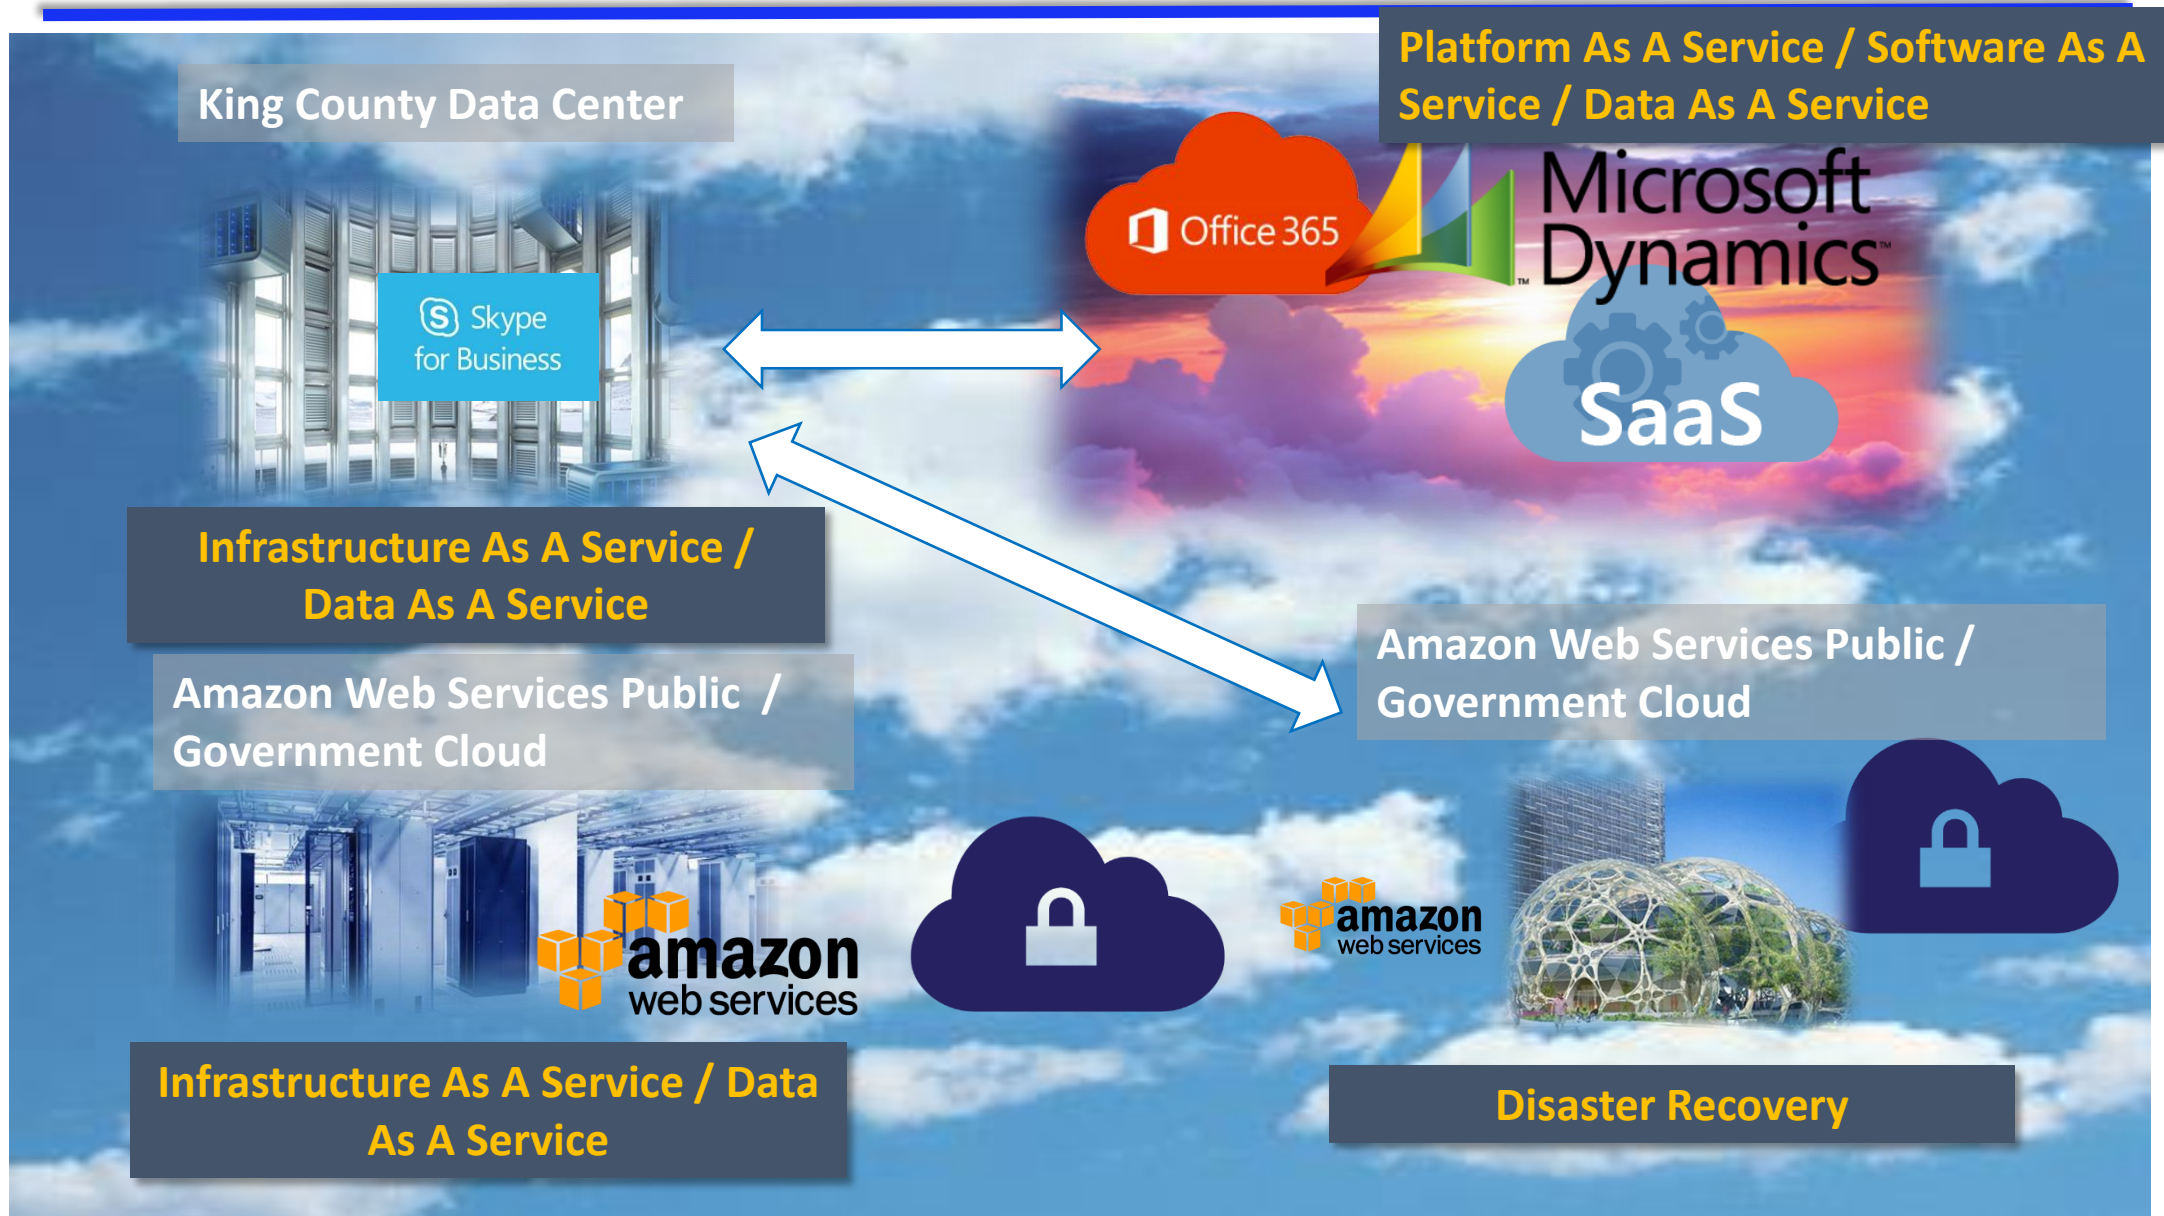 Platform As A Service / Software As A
Service / Data As A Service
King County Data Center
Office 365
Microsoft
Dynamics™
™
Skype
for Business
SaaS
Infrastructure As A Service /
Data As A Service
Amazon Web Services Public /
Government Cloud
Amazon Web Services Public /
Government Cloud
amazon
web services
amazon
web services
Infrastructure As A Service / Data
As A Service
Disaster Recovery